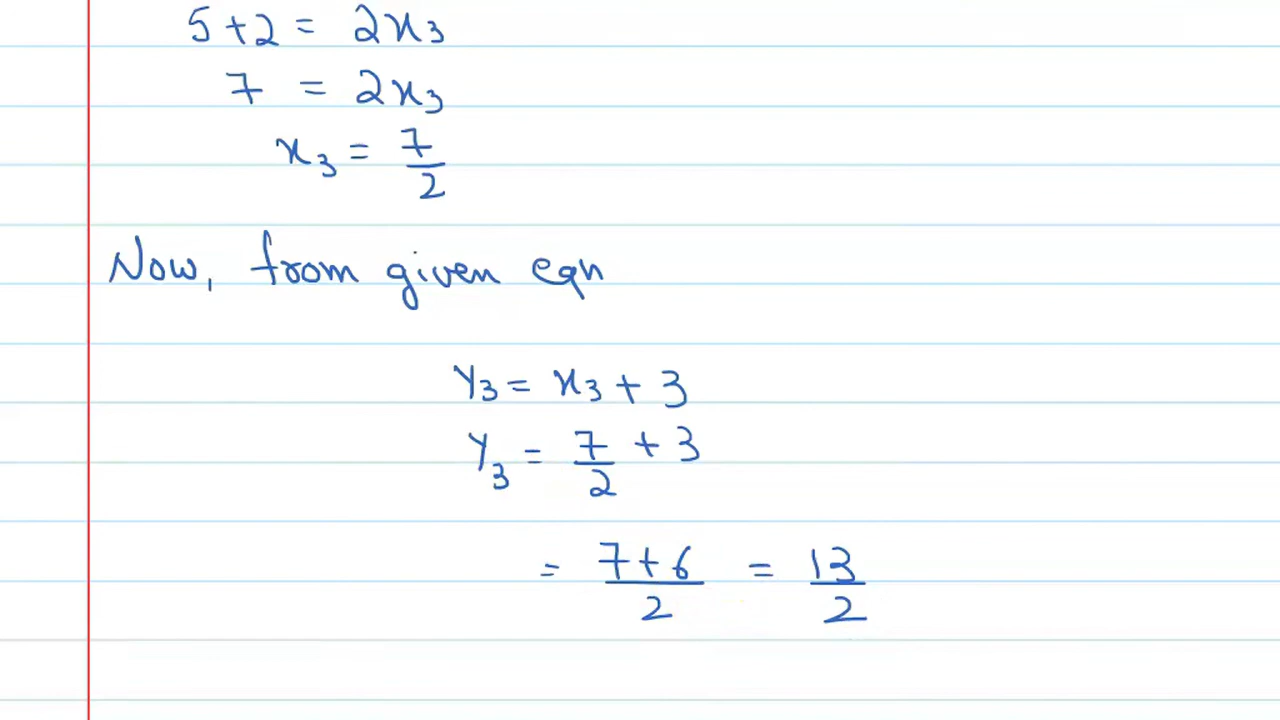 5 + 2 = 2x₃
7 = 2x₃
x₃ = 7/2
Now, from given eqn
y₃ = x₃ + 3
y₃ = 7/2 + 3
= (7+6)/2 = 13/2